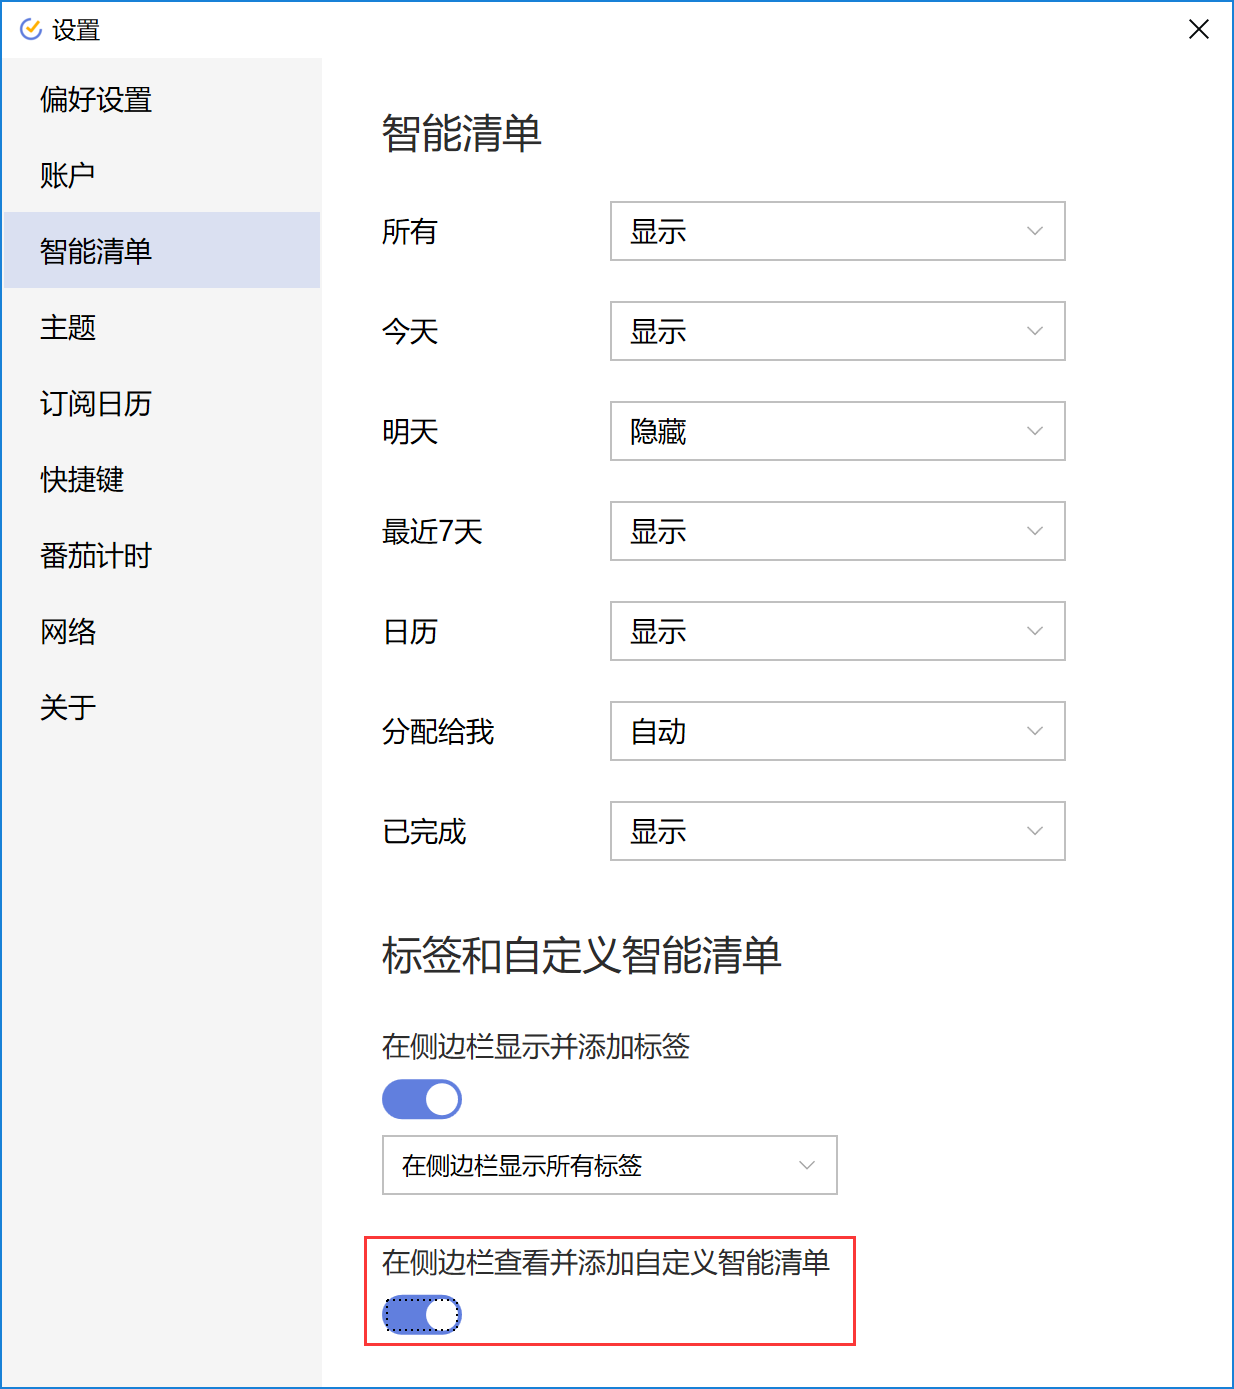 设置
偏好设置
账户
智能清单
主题
订阅日历
快捷键
番茄计时
网络
关于
智能清单
所有 显示
今天 显示
明天 隐藏
最近7天 显示
日历 显示
分配给我 自动
已完成 显示
标签和自定义智能清单
在侧边栏显示并添加标签
在侧边栏显示所有标签
在侧边栏查看并添加自定义智能清单